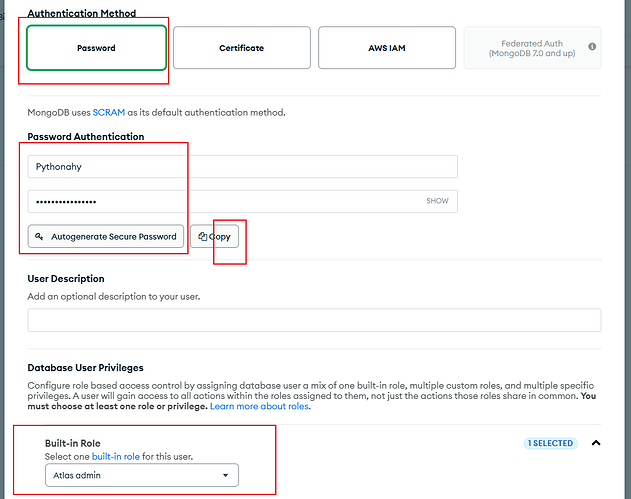 Authentication Method
Password
Certificate
AWS IAM
Federated Auth
(MongoDB 7.0 and up)
MongoDB uses SCRAM as its default authentication method.
Password Authentication
Pythonahy
•••••••••••••••• SHOW
Autogenerate Secure Password
Copy
User Description
Add an optional description to your user.
Database User Privileges
Configure role based access control by assigning database user a mix of one built-in role, multiple custom roles, and multiple specific
privileges. A user will gain access to all actions within the roles assigned to them, not just the actions those roles share in common. You
must choose at least one role or privilege. Learn more about roles.
Built-in Role
1 SELECTED
Select one built-in role for this user.
Atlas admin